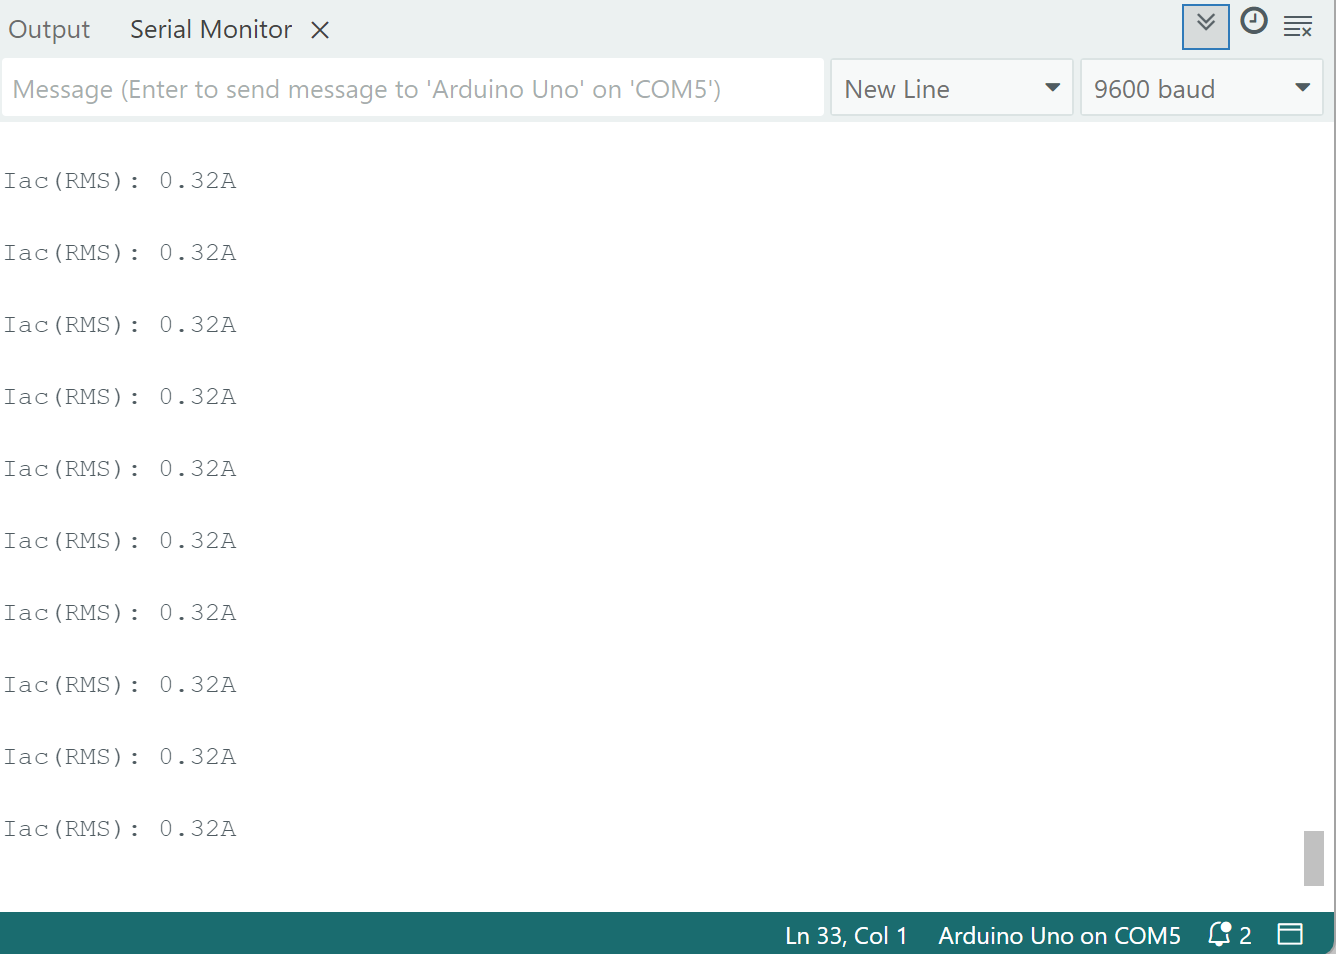 Output Serial Monitor
Message (Enter to send message to 'Arduino Uno' on 'COM5') New Line 9600 baud
Iac(RMS): 0.32A
Iac(RMS): 0.32A
Iac(RMS): 0.32A
Iac(RMS): 0.32A
Iac(RMS): 0.32A
Iac(RMS): 0.32A
Iac(RMS): 0.32A
Iac(RMS): 0.32A
Iac(RMS): 0.32A
Iac(RMS): 0.32A
Ln 33, Col 1 Arduino Uno on COM5 2